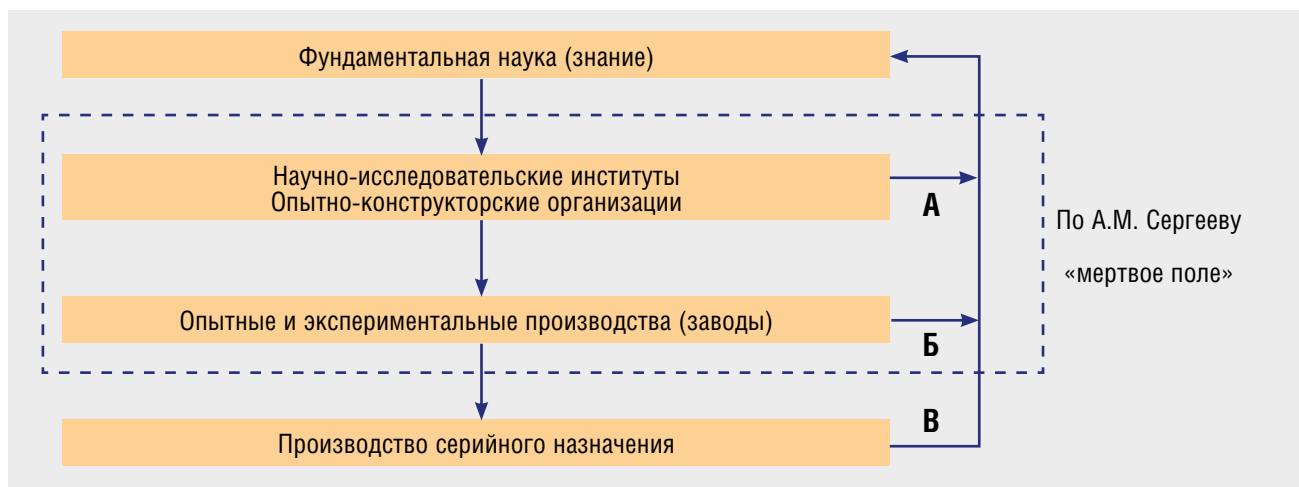 Фундаментальная наука (знание)
Научно-исследовательские институты
Опытно-конструкторские организации
А
По А.М. Сергееву
«мертвое поле»
Опытные и экспериментальные производства (заводы)
Б
В
Производство серийного назначения